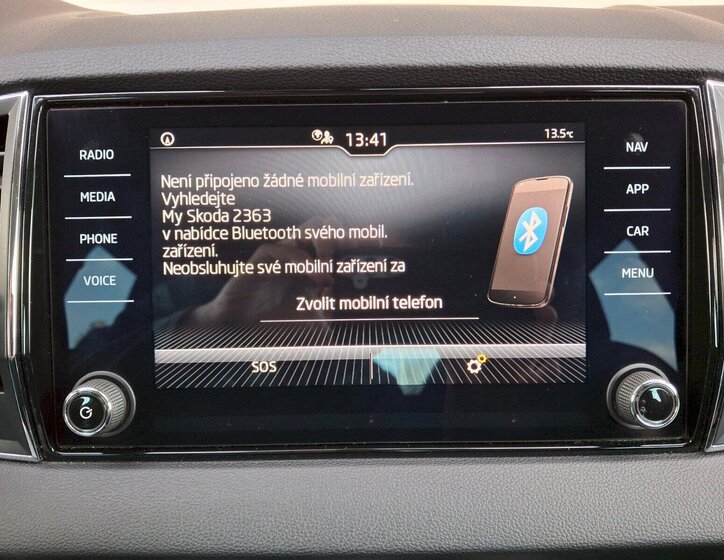 13:41
13.5°C
RADIO
MEDIA
PHONE
VOICE
Není připojeno žádné mobilní zařízení.
Vyhledejte
My Skoda 2363
v nabídce Bluetooth svého mobil.
zařízení.
Neobsluhujte své mobilní zařízení za
Zvolit mobilní telefon
SOS
NAV
APP
CAR
MENU